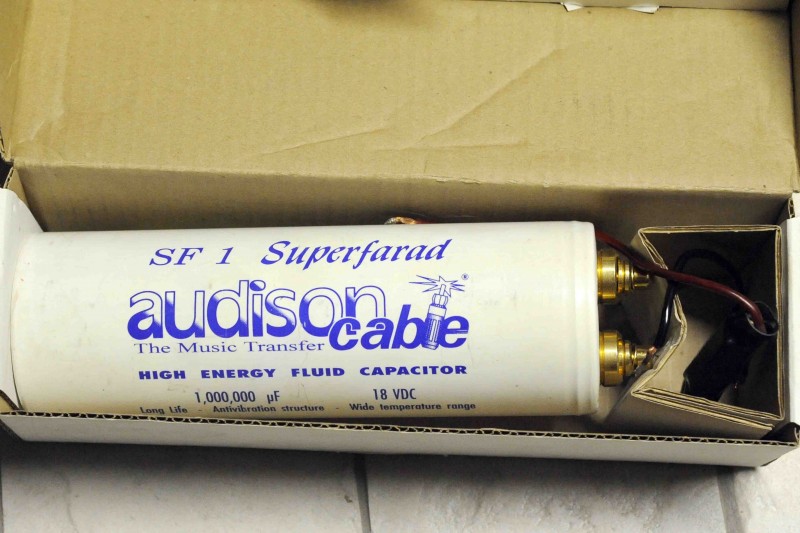 SF 1 Superfarad
audison cable ®
The Music Transfer
HIGH ENERGY FLUID CAPACITOR
1,000,000 µF 18 VDC
Long Life - Antivibration structure - Wide temperature range